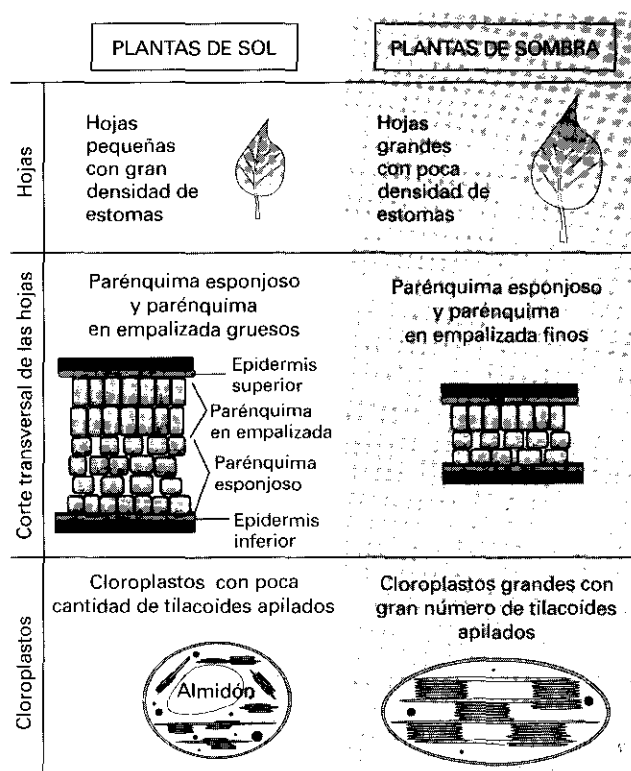 PLANTAS DE SOL
PLANTAS DE SOMBRA
Hojas
Hojas
pequeñas
con gran
densidad de
estomas
Hojas
grandes
con poca
densidad de
estomas
Corte transversal de las hojas
Parénquima esponjoso
y parénquima
en empalizada gruesos
Epidermis
superior
Parénquima
en empalizada
Parénquima
esponjoso
Epidermis
inferior
Parénquima esponjoso
y parénquima
en empalizada finos
Cloroplastos
Cloroplastos con poca
cantidad de tilacoides apilados
Almidón
Cloroplastos grandes con
gran número de tilacoides
apilados